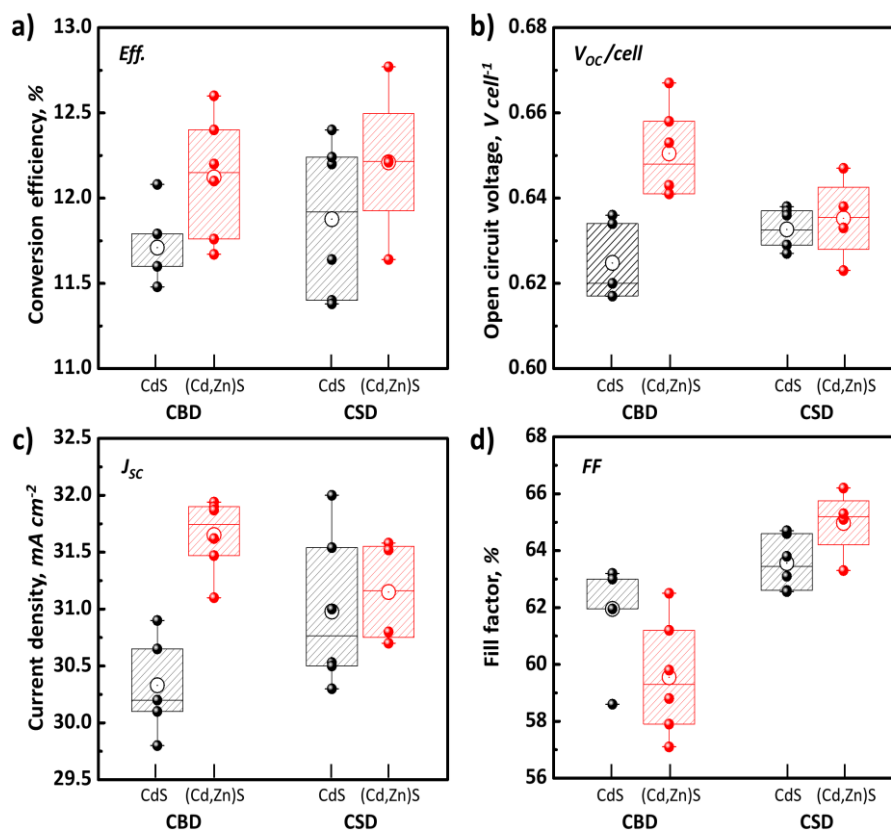 a)
Eff.
Conversion efficiency, %
13.0
12.5
12.0
11.5
11.0
CdS (Cd,Zn)S CdS (Cd,Zn)S
CBD CSD
b)
V_OC/cell
Open circuit voltage, V cell⁻¹
0.68
0.66
0.64
0.62
0.60
CdS (Cd,Zn)S CdS (Cd,Zn)S
CBD CSD
c)
J_SC
Current density, mA cm⁻²
32.5
32.0
31.5
31.0
30.5
30.0
29.5
CdS (Cd,Zn)S CdS (Cd,Zn)S
CBD CSD
d)
FF
Fill factor, %
68
66
64
62
60
58
56
CdS (Cd,Zn)S CdS (Cd,Zn)S
CBD CSD